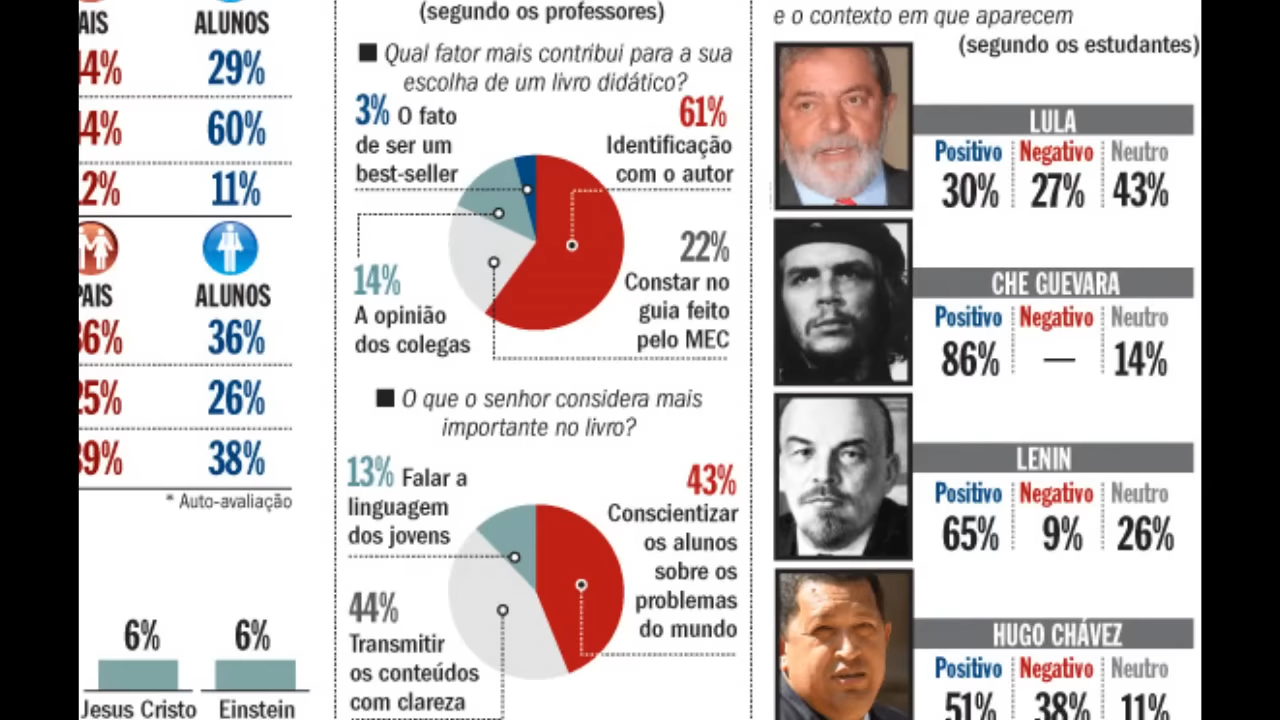 ALUNOS
29%
60%
11%
PAIS
ALUNOS
36%
26%
38%
* Auto-avaliação
6%
6%
Jesus Cristo
Einstein
(segundo os professores)
Qual fator mais contribui para a sua
escolha de um livro didático?
3% O fato
de ser um
best-seller
61%
Identificação
com o autor
14%
A opinião
dos colegas
22%
Constar no
guia feito
pelo MEC
O que o senhor considera mais
importante no livro?
13% Falar a
linguagem
dos jovens
43%
Conscientizar
os alunos
sobre os
problemas
do mundo
44%
Transmitir
os conteúdos
com clareza
e o contexto em que aparecem
(segundo os estudantes)
LULA
Positivo Negativo Neutro
30% 27% 43%
CHE GUEVARA
Positivo Negativo Neutro
86% — 14%
LENIN
Positivo Negativo Neutro
65% 9% 26%
HUGO CHÁVEZ
Positivo Negativo Neutro
51% 38% 11%